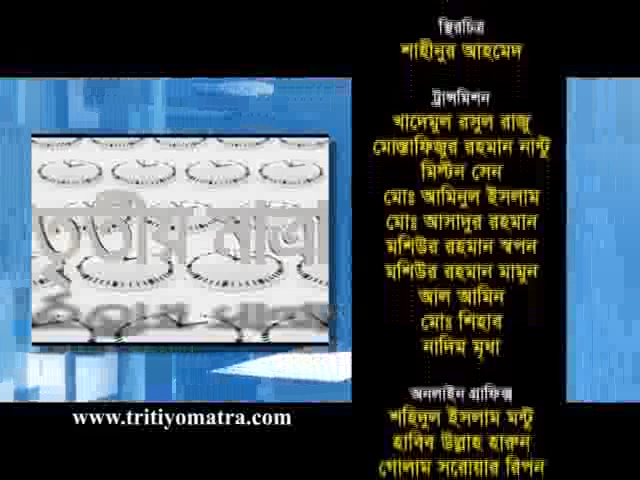 স্থিরচিত্র
শাহীনুর আহমেদ
ট্রান্সমিশন
খাদেমুল রসুল রাজু
মোস্তাফিজুর রহমান নান্টু
মিল্টন সেন
মোঃ আমিনুল ইসলাম
মোঃ আসাদুর রহমান
মশিউর রহমান স্বপন
মশিউর রহমান মামুন
আল আমিন
মোঃ শিহাব
নাদিম মৃধা
অনলাইন গ্রাফিক্স
শহিদুল ইসলাম মন্টু
হাবিব উল্লাহ হারুন
গোলাম সরোয়ার রিপন
তৃতীয় মাত্রা
www.tritiyomatra.com